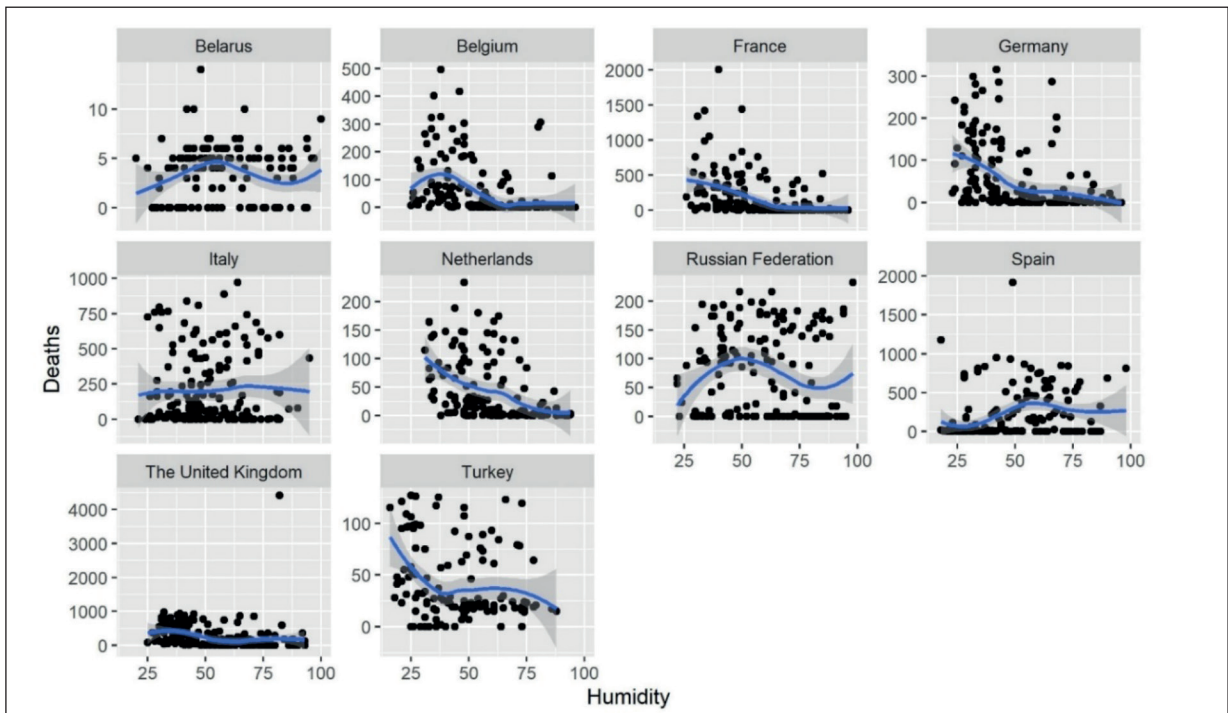 Belarus
Belgium
France
Germany
10
5
0
500
400
300
200
100
0
2000
1500
1000
500
0
300
200
100
0
Italy
Netherlands
Russian Federation
Spain
1000
750
500
250
0
200
150
100
50
0
200
150
100
50
0
2000
1500
1000
500
0
Deaths
25 50 75 100
25 50 75 100
The United Kingdom
Turkey
4000
3000
2000
1000
0
100
50
0
25 50 75 100
25 50 75 100
Humidity